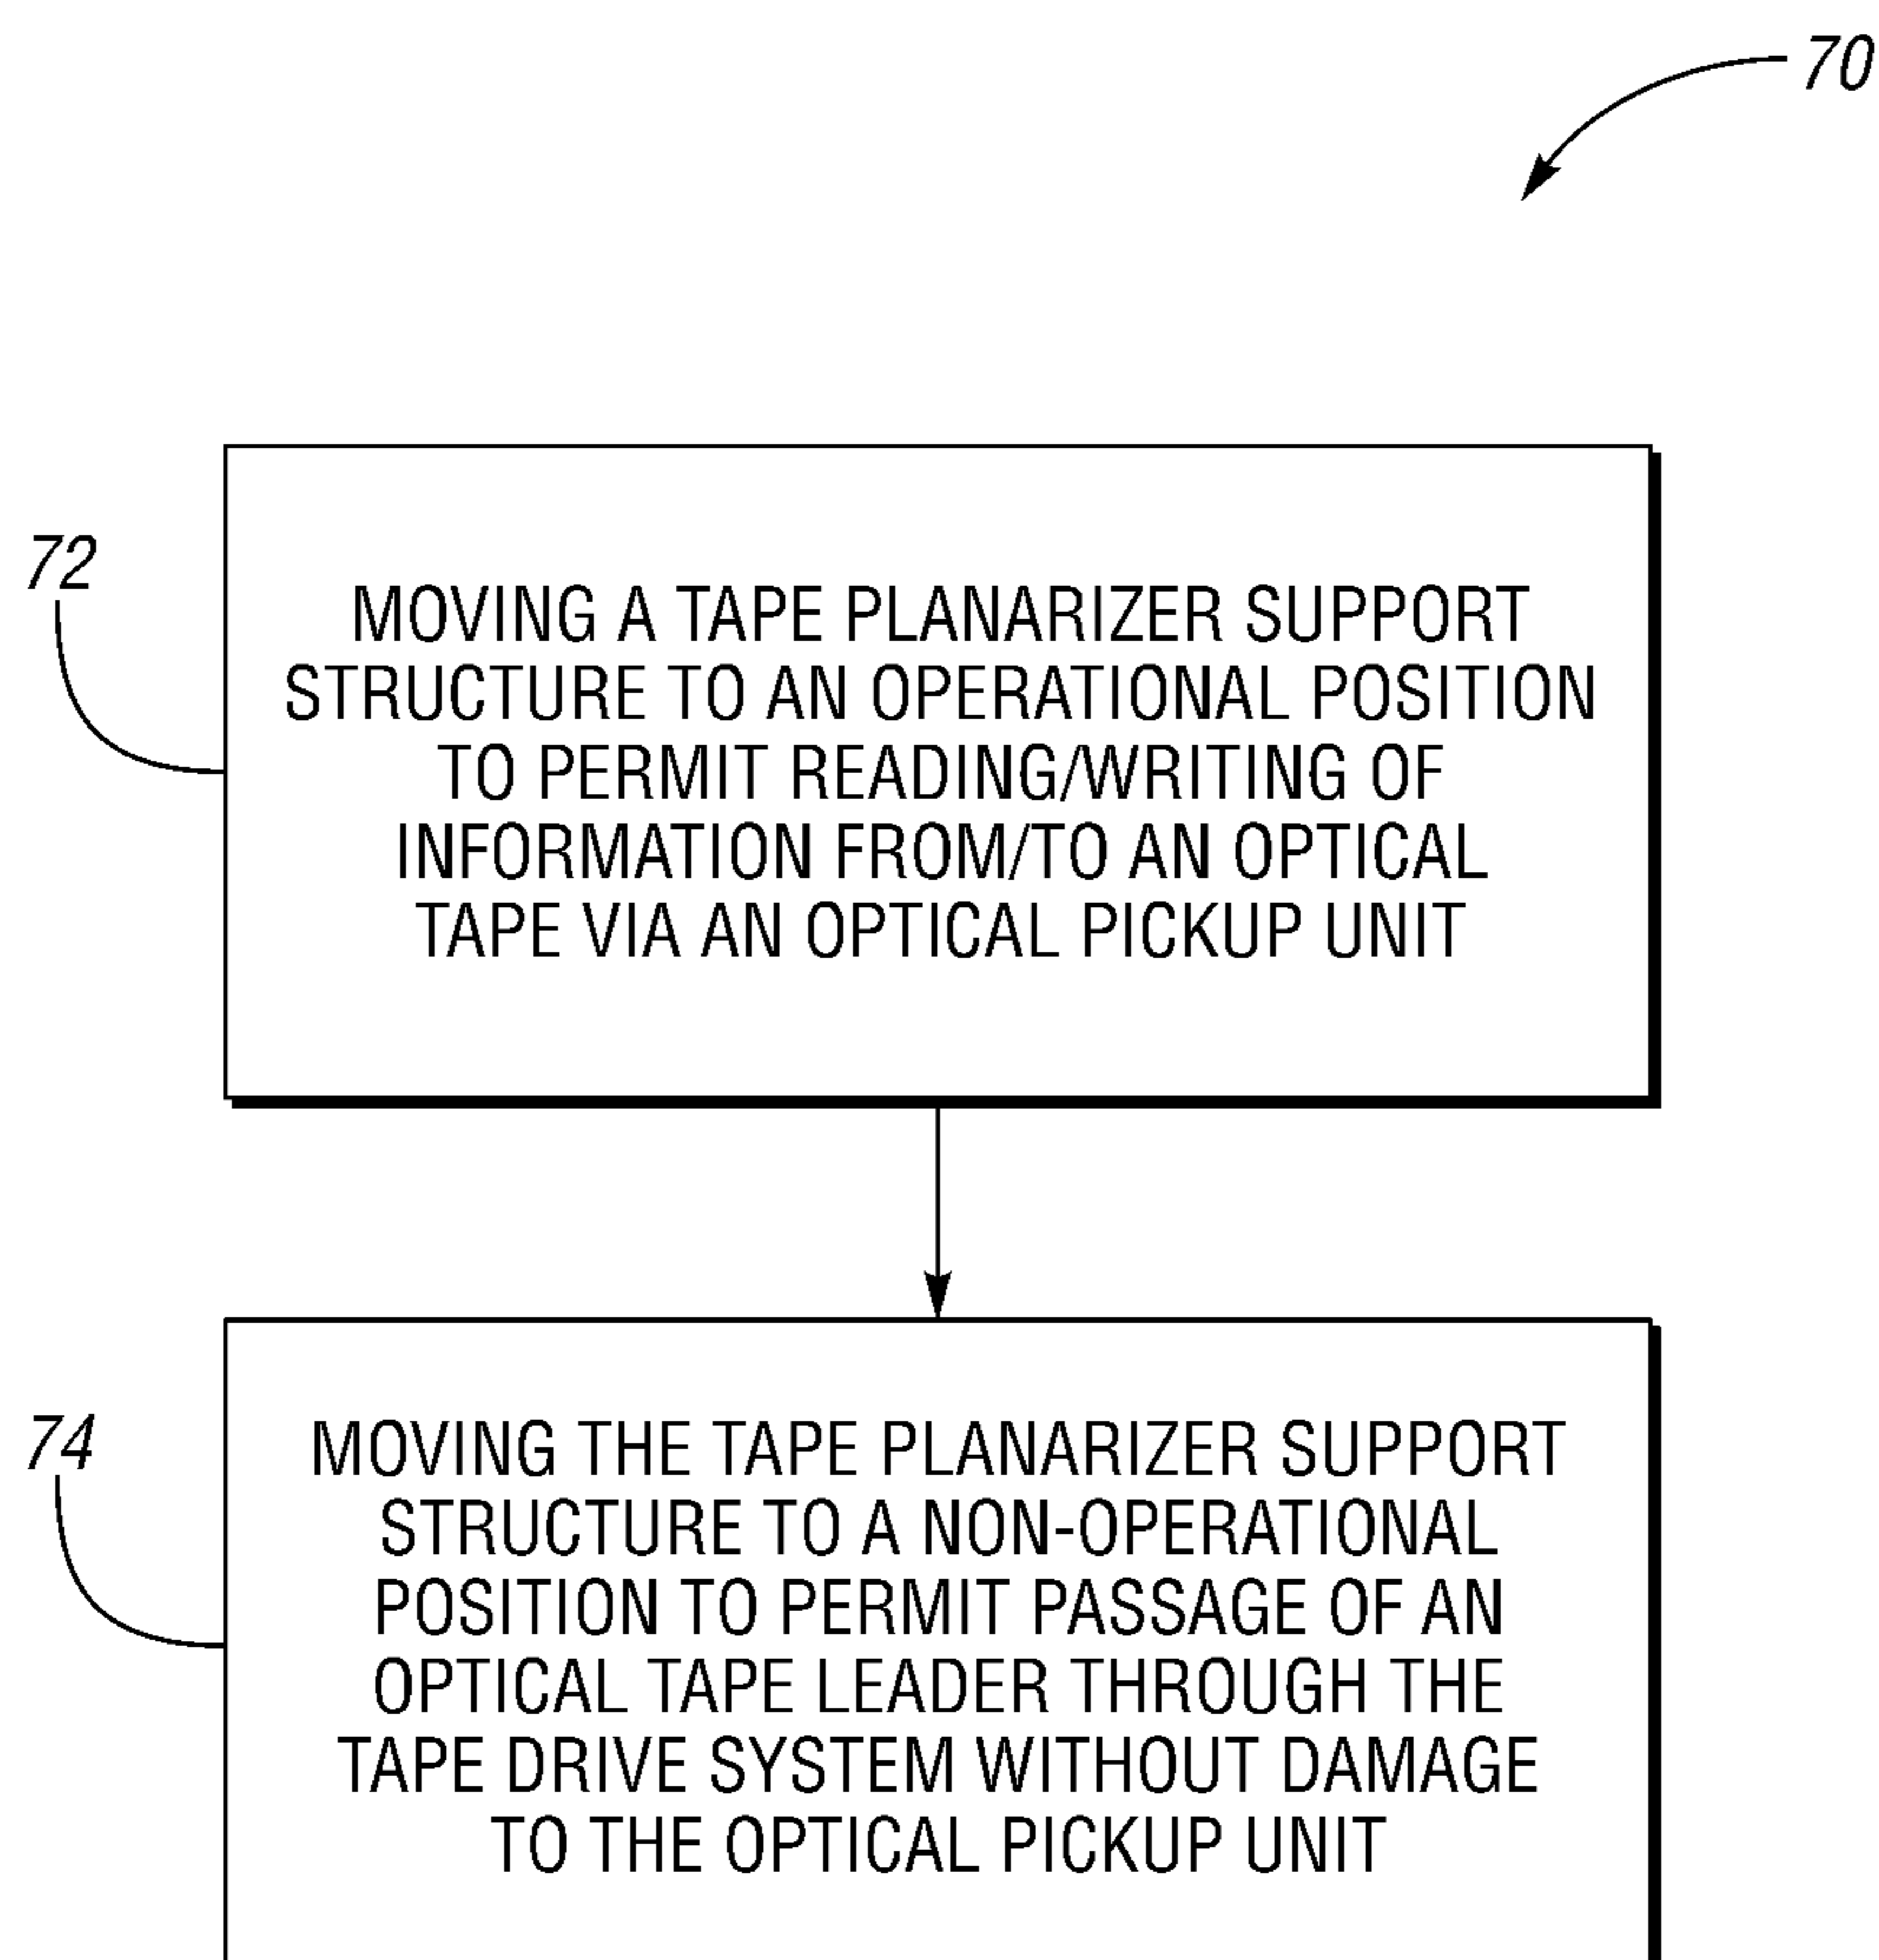 70
72
MOVING A TAPE PLANARIZER SUPPORT
STRUCTURE TO AN OPERATIONAL POSITION
TO PERMIT READING/WRITING OF
INFORMATION FROM/TO AN OPTICAL
TAPE VIA AN OPTICAL PICKUP UNIT
74
MOVING THE TAPE PLANARIZER SUPPORT
STRUCTURE TO A NON-OPERATIONAL
POSITION TO PERMIT PASSAGE OF AN
OPTICAL TAPE LEADER THROUGH THE
TAPE DRIVE SYSTEM WITHOUT DAMAGE
TO THE OPTICAL PICKUP UNIT